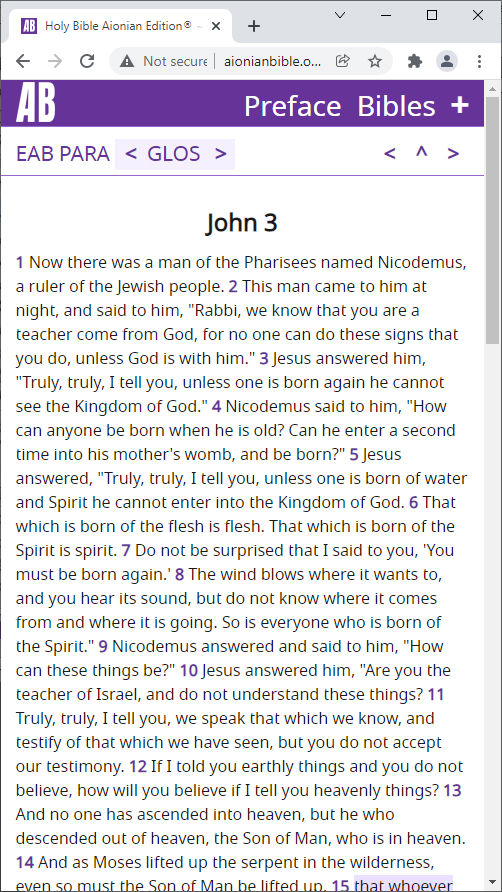 AB Holy Bible Aionian Edition®
Not secure aionianbible.o...
AB Preface Bibles +
EAB PARA < GLOS > < ^ >
John 3
1 Now there was a man of the Pharisees named Nicodemus,
a ruler of the Jewish people. 2 This man came to him at
night, and said to him, "Rabbi, we know that you are a
teacher come from God, for no one can do these signs that
you do, unless God is with him." 3 Jesus answered him,
"Truly, truly, I tell you, unless one is born again he cannot
see the Kingdom of God." 4 Nicodemus said to him, "How
can anyone be born when he is old? Can he enter a second
time into his mother's womb, and be born?" 5 Jesus
answered, "Truly, truly, I tell you, unless one is born of water
and Spirit he cannot enter into the Kingdom of God. 6 That
which is born of the flesh is flesh. That which is born of the
Spirit is spirit. 7 Do not be surprised that I said to you, 'You
must be born again.' 8 The wind blows where it wants to,
and you hear its sound, but do not know where it comes
from and where it is going. So is everyone who is born of
the Spirit." 9 Nicodemus answered and said to him, "How
can these things be?" 10 Jesus answered him, "Are you the
teacher of Israel, and do not understand these things? 11
Truly, truly, I tell you, we speak that which we know, and
testify of that which we have seen, but you do not accept
our testimony. 12 If I told you earthly things and you do not
believe, how will you believe if I tell you heavenly things? 13
And no one has ascended into heaven, but he who
descended out of heaven, the Son of Man, who is in heaven.
14 And as Moses lifted up the serpent in the wilderness,
even so must the Son of Man be lifted up, 15 that whoever